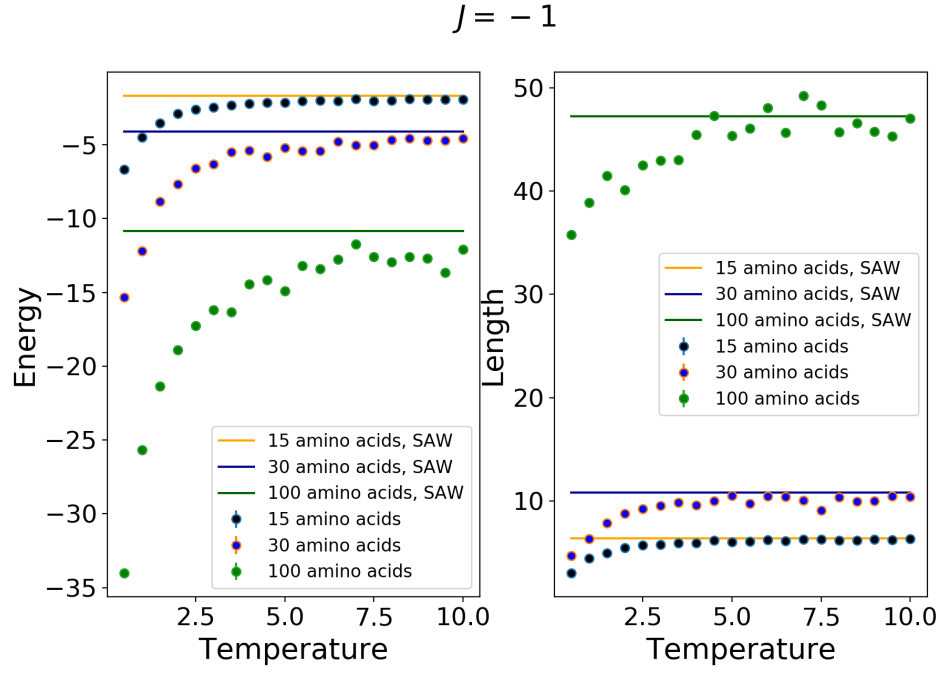 J = −1
Energy
−5
−10
−15
−20
−25
−30
−35
2.5 5.0 7.5 10.0
Temperature
15 amino acids, SAW
30 amino acids, SAW
100 amino acids, SAW
15 amino acids
30 amino acids
100 amino acids
Length
50
40
30
20
10
2.5 5.0 7.5 10.0
Temperature
15 amino acids, SAW
30 amino acids, SAW
100 amino acids, SAW
15 amino acids
30 amino acids
100 amino acids